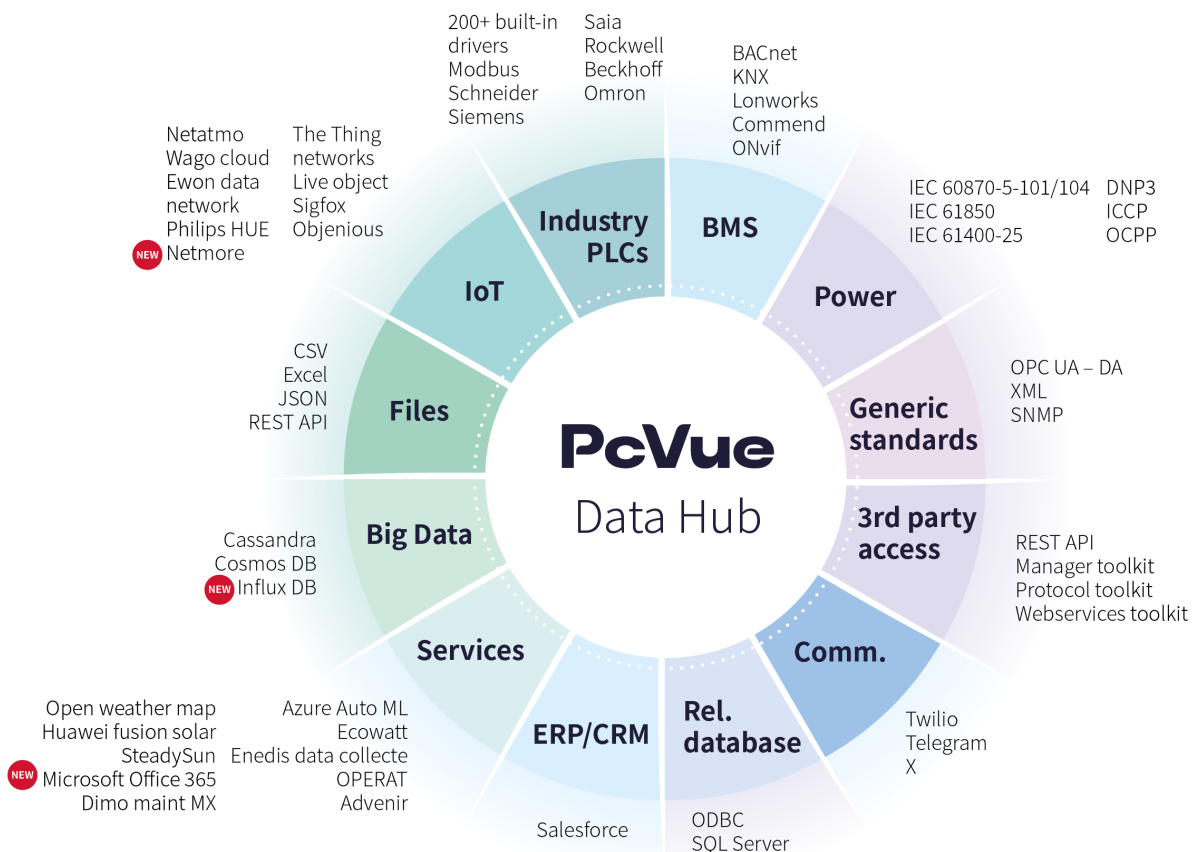 200+ built-in
drivers
Modbus
Schneider
Siemens
Saia
Rockwell
Beckhoff
Omron
BACnet
KNX
Lonworks
Commend
ONvif
Netatmo
Wago cloud
Ewon data
network
Philips HUE
NEW Netmore
The Thing
networks
Live object
Sigfox
Objenious
IEC 60870-5-101/104
IEC 61850
IEC 61400-25
DNP3
ICCP
OCPP
Industry
PLCs
BMS
IoT
Power
CSV
Excel
JSON
REST API
Files
Generic
standards
OPC UA – DA
XML
SNMP
PcVue
Data Hub
Cassandra
Cosmos DB
NEW Influx DB
Big Data
3rd party
access
REST API
Manager toolkit
Protocol toolkit
Webservices toolkit
Services
Comm.
Open weather map
Huawei fusion solar
SteadySun
NEW Microsoft Office 365
Dimo maint MX
Azure Auto ML
Ecowatt
Enedis data collecte
OPERAT
Advenir
ERP/CRM
Rel.
database
Twilio
Telegram
X
Salesforce
ODBC
SQL Server